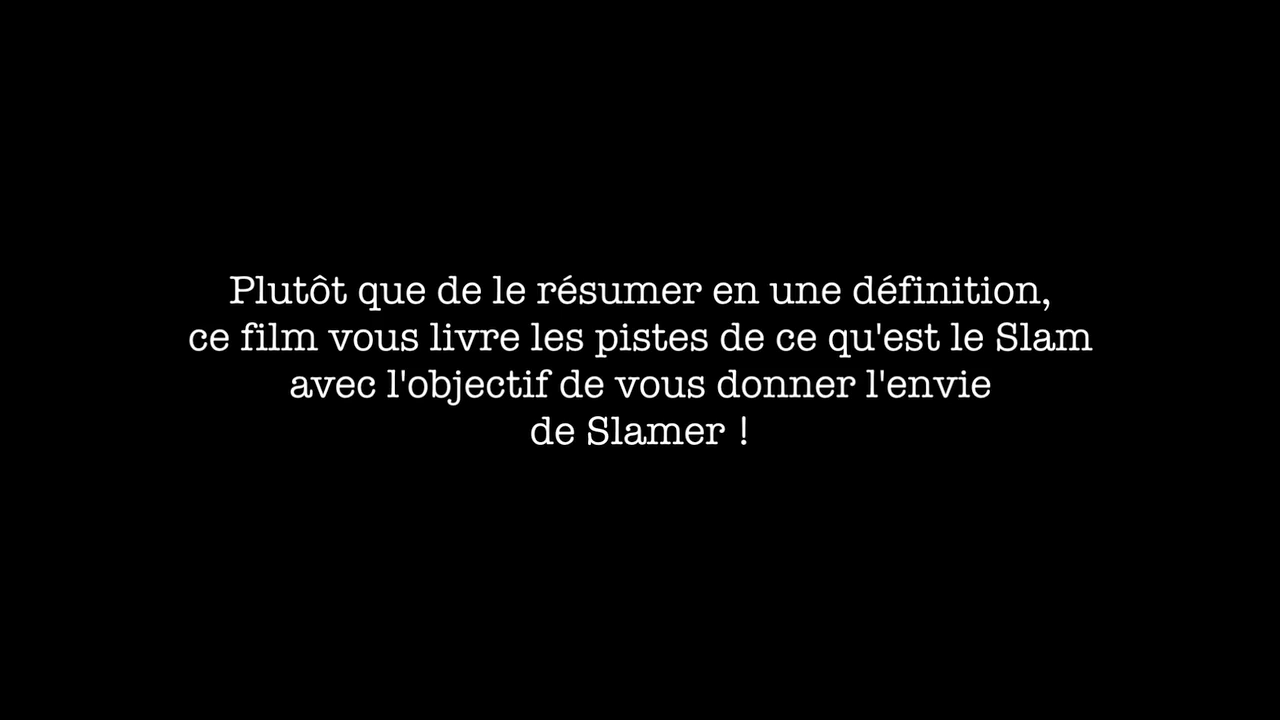 Plutôt que de le résumer en une définition,
ce film vous livre les pistes de ce qu'est le Slam
avec l'objectif de vous donner l'envie
de Slamer !